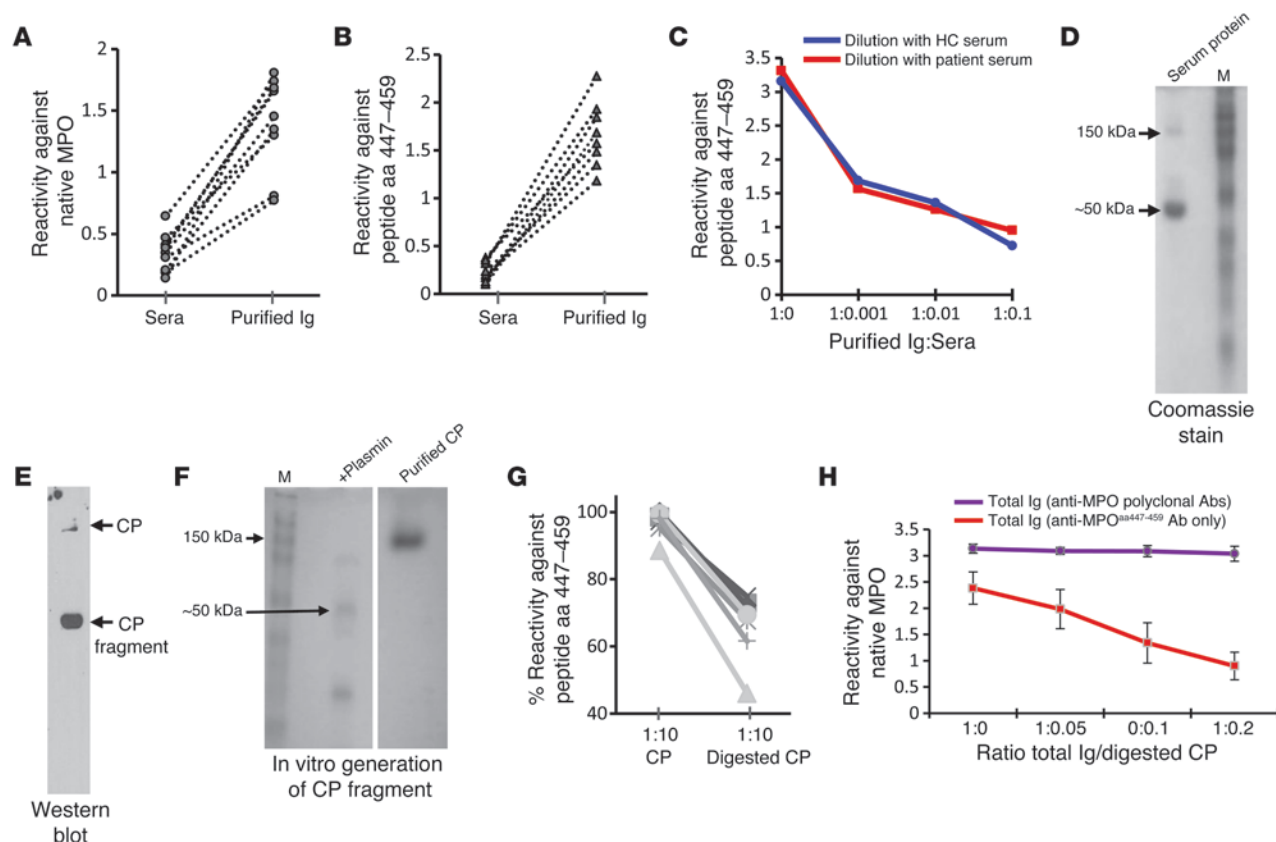 A
Reactivity against
native MPO
2
1.5
1
0.5
0
Sera
Purified Ig
B
Reactivity against
peptide aa 447–459
2.5
2
1.5
1
0.5
0
Sera
Purified Ig
C
Dilution with HC serum
Dilution with patient serum
Reactivity against
peptide aa 447–459
3.5
3
2.5
2
1.5
1
0.5
0
1:0
1:0.001
1:0.01
1:0.1
Purified Ig:Sera
D
Serum protein
M
150 kDa
~50 kDa
Coomassie
stain
E
CP
CP
fragment
Western
blot
F
M
+Plasmin
Purified CP
150 kDa
~50 kDa
In vitro generation
of CP fragment
G
% Reactivity against
peptide aa 447–459
100
80
60
40
1:10
CP
1:10
Digested CP
H
Total Ig (anti-MPO polyclonal Abs)
Total Ig (anti-MPOaa447-459 Ab only)
Reactivity against
native MPO
3.5
3
2.5
2
1.5
1
0.5
0
1:0
1:0.05
0:0.1
1:0.2
Ratio total Ig/digested CP